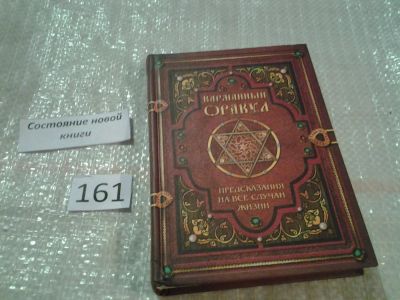 Состояние новой
книги
161
КАРМАННЫЙ
ОРАКУЛ
ПРЕДСКАЗАНИЯ
НА ВСЕ СЛУЧАИ
ЖИЗНИ